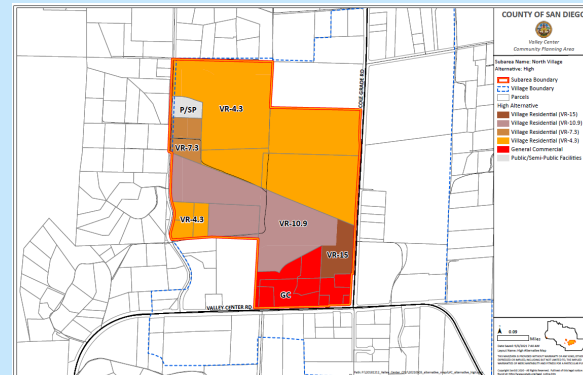 COUNTY OF SAN DIEGO
Valley Center
Community Planning Area
Subarea Name: North Village
Alternative: High
Subarea Boundary
Village Boundary
Parcels
High Alternative
Village Residential (VR-15)
Village Residential (VR-10.9)
Village Residential (VR-7.3)
Village Residential (VR-4.3)
General Commercial
Public/Semi-Public Facilities
COLE GRADE RD
P/SP
VR-4.3
VR-7.3
VR-4.3
VR-10.9
VR-15
GC
VALLEY CENTER RD
0.09
Miles